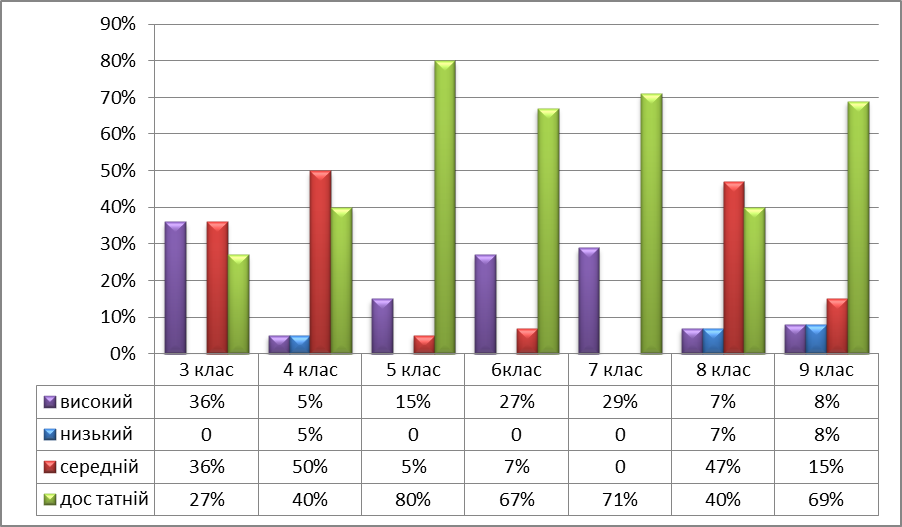 90%
80%
70%
60%
50%
40%
30%
20%
10%
0%
3 клас 4 клас 5 клас 6клас 7 клас 8 клас 9 клас
високий 36% 5% 15% 27% 29% 7% 8%
низький 0 5% 0 0 0 7% 8%
середній 36% 50% 5% 7% 0 47% 15%
дос татній 27% 40% 80% 67% 71% 40% 69%